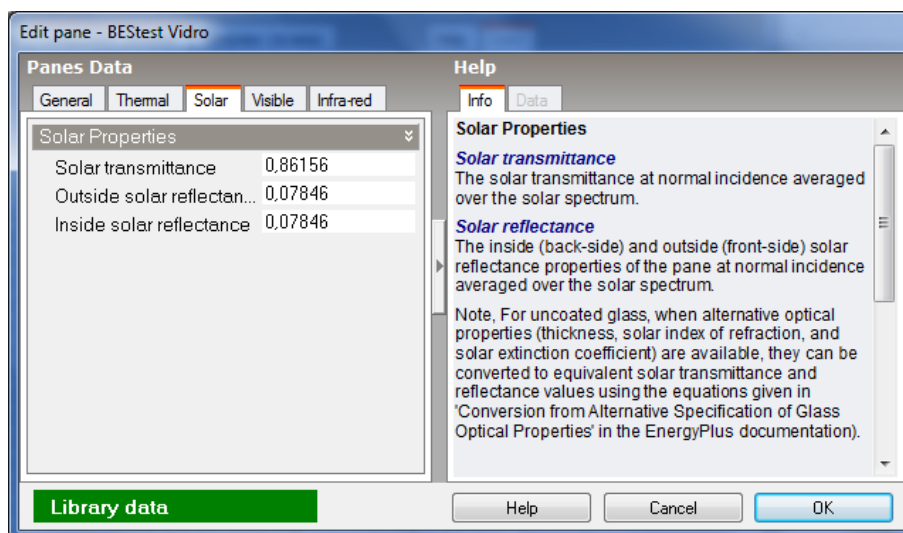 Edit pane - BEStest Vidro
Panes Data
General Thermal Solar Visible Infra-red
Solar Properties
Solar transmittance 0,86156
Outside solar reflectan... 0,07846
Inside solar reflectance 0,07846
Library data
Help
Info Data
Solar Properties
Solar transmittance
The solar transmittance at normal incidence averaged
over the solar spectrum.
Solar reflectance
The inside (back-side) and outside (front-side) solar
reflectance properties of the pane at normal incidence
averaged over the solar spectrum.
Note, For uncoated glass, when alternative optical
properties (thickness, solar index of refraction, and
solar extinction coefficient) are available, they can be
converted to equivalent solar transmittance and
reflectance values using the equations given in
'Conversion from Alternative Specification of Glass
Optical Properties' in the EnergyPlus documentation).
Help Cancel OK